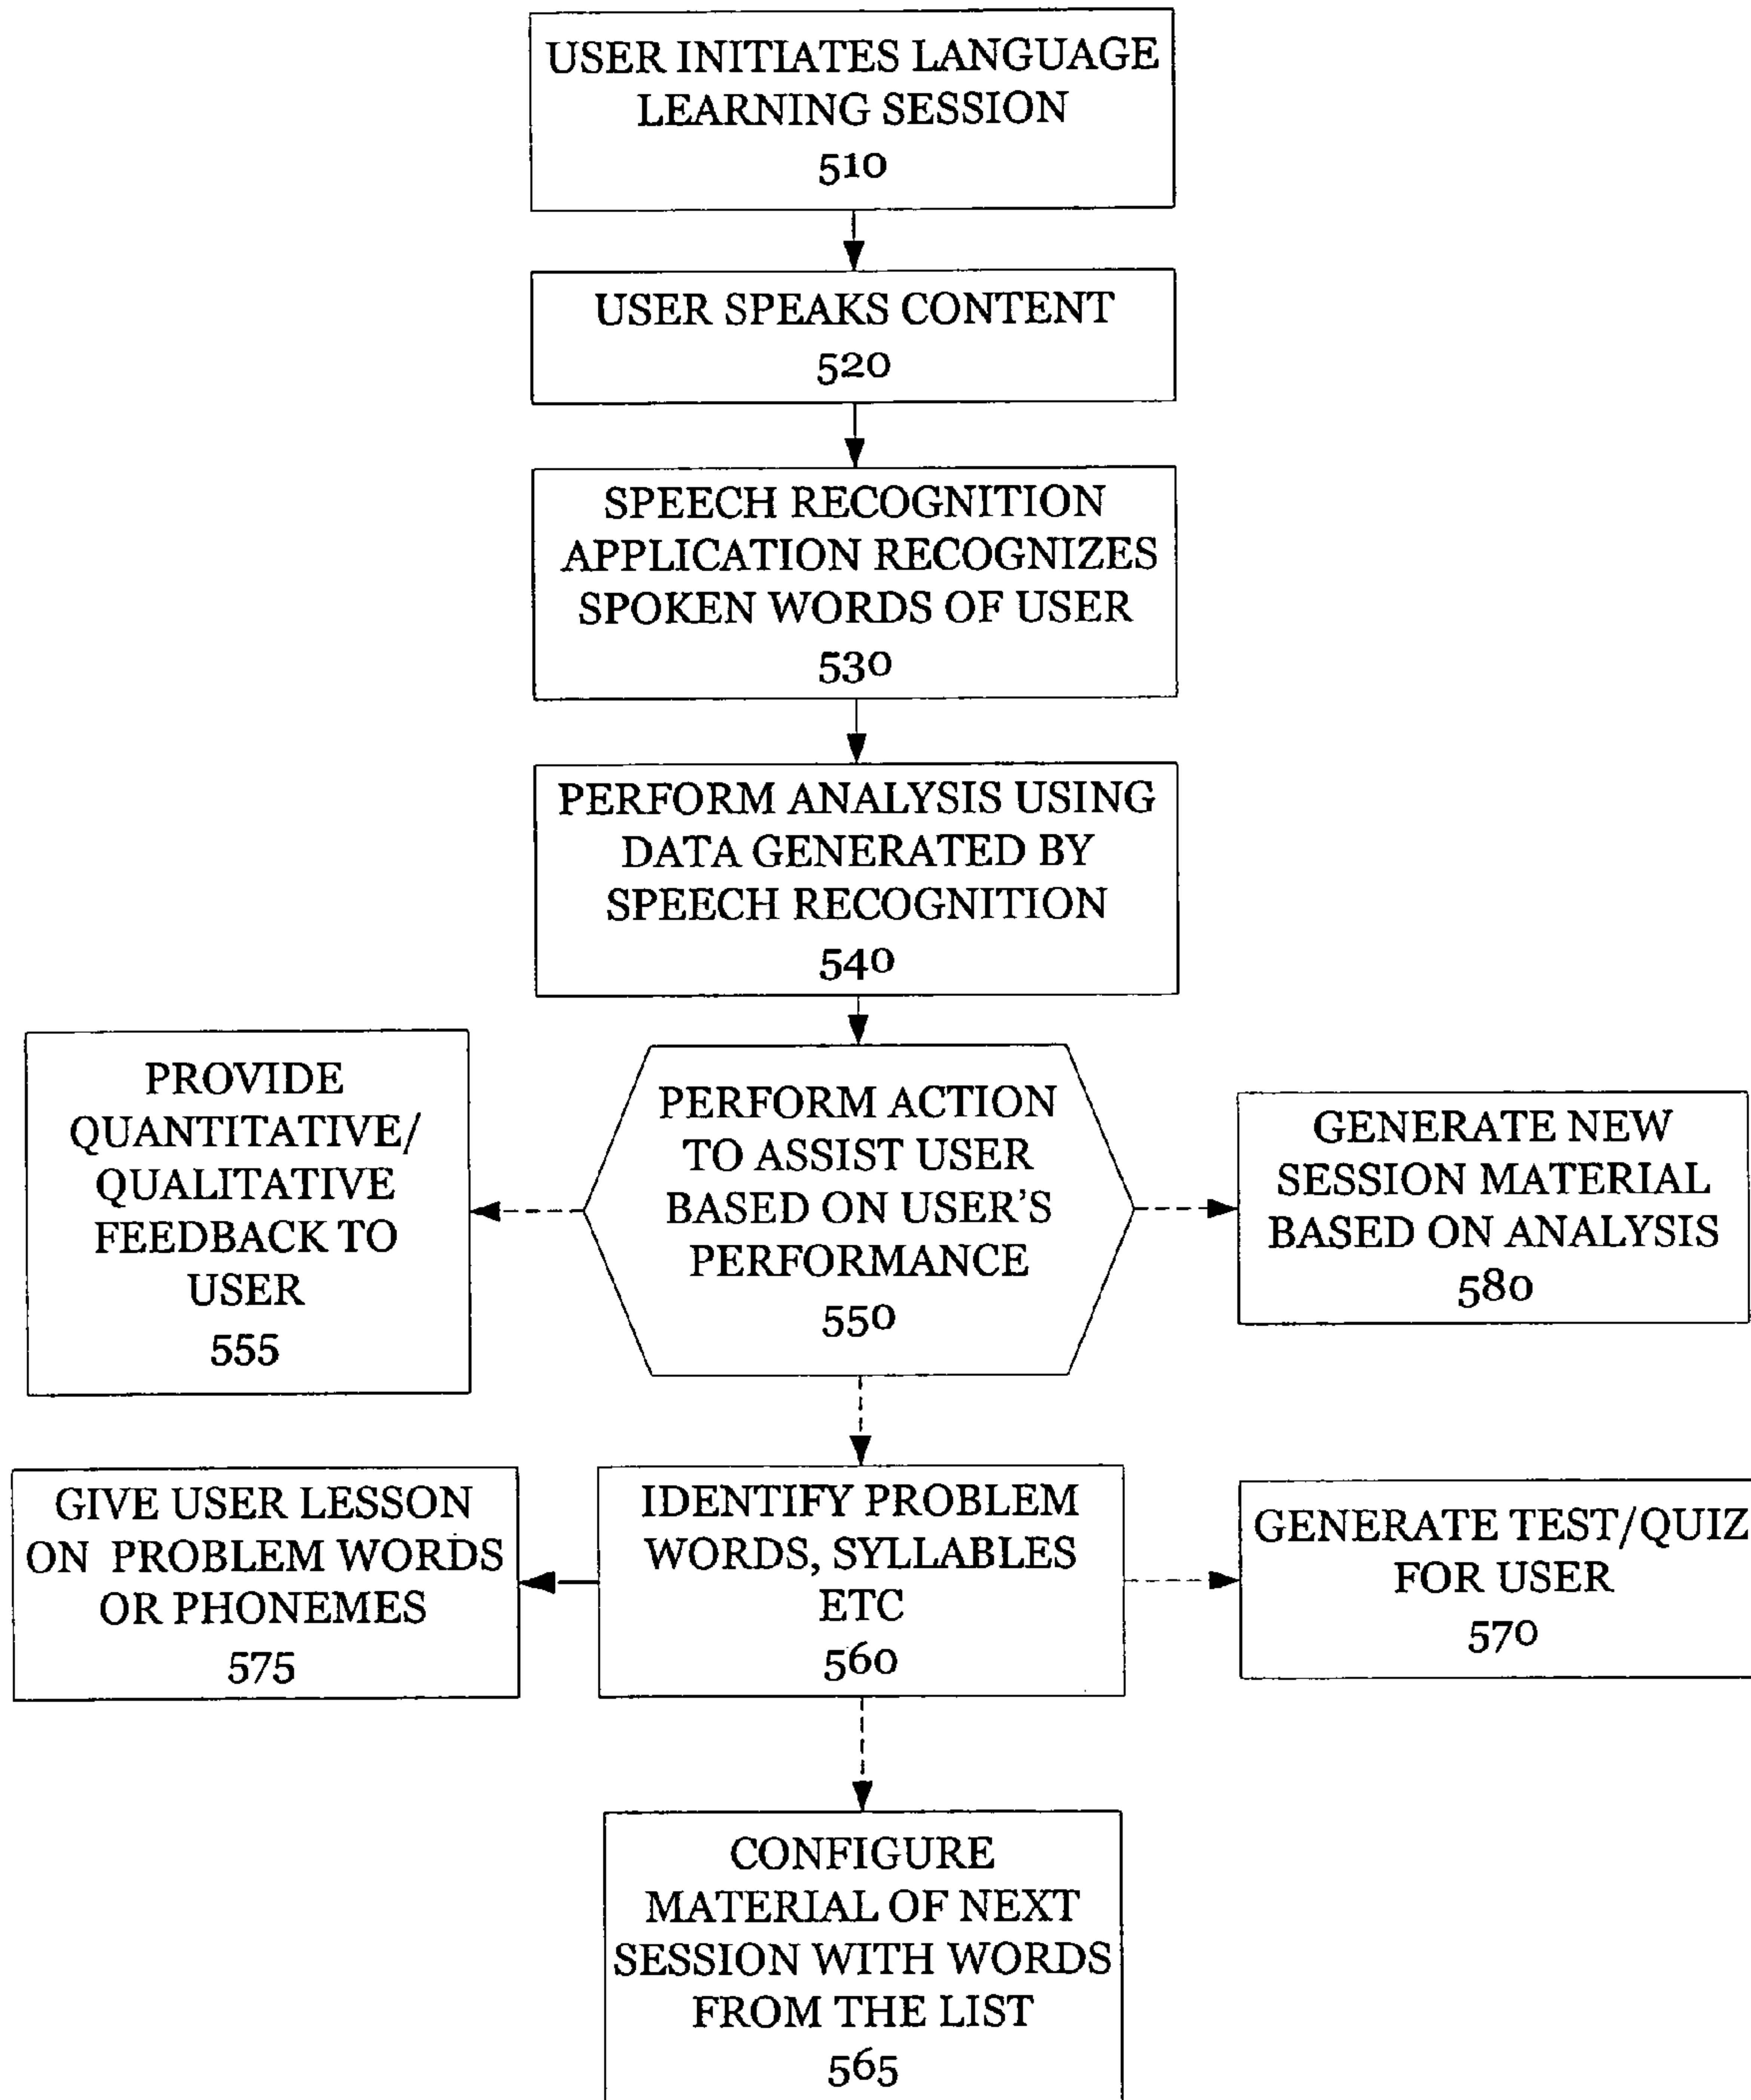 USER INITIATES LANGUAGE
LEARNING SESSION
510
USER SPEAKS CONTENT
520
SPEECH RECOGNITION
APPLICATION RECOGNIZES
SPOKEN WORDS OF USER
530
PERFORM ANALYSIS USING
DATA GENERATED BY
SPEECH RECOGNITION
540
PROVIDE
QUANTITATIVE/
QUALITATIVE
FEEDBACK TO
USER
555
PERFORM ACTION
TO ASSIST USER
BASED ON USER'S
PERFORMANCE
550
GENERATE NEW
SESSION MATERIAL
BASED ON ANALYSIS
580
GIVE USER LESSON
ON PROBLEM WORDS
OR PHONEMES
575
IDENTIFY PROBLEM
WORDS, SYLLABLES
ETC
560
GENERATE TEST/QUIZ
FOR USER
570
CONFIGURE
MATERIAL OF NEXT
SESSION WITH WORDS
FROM THE LIST
565